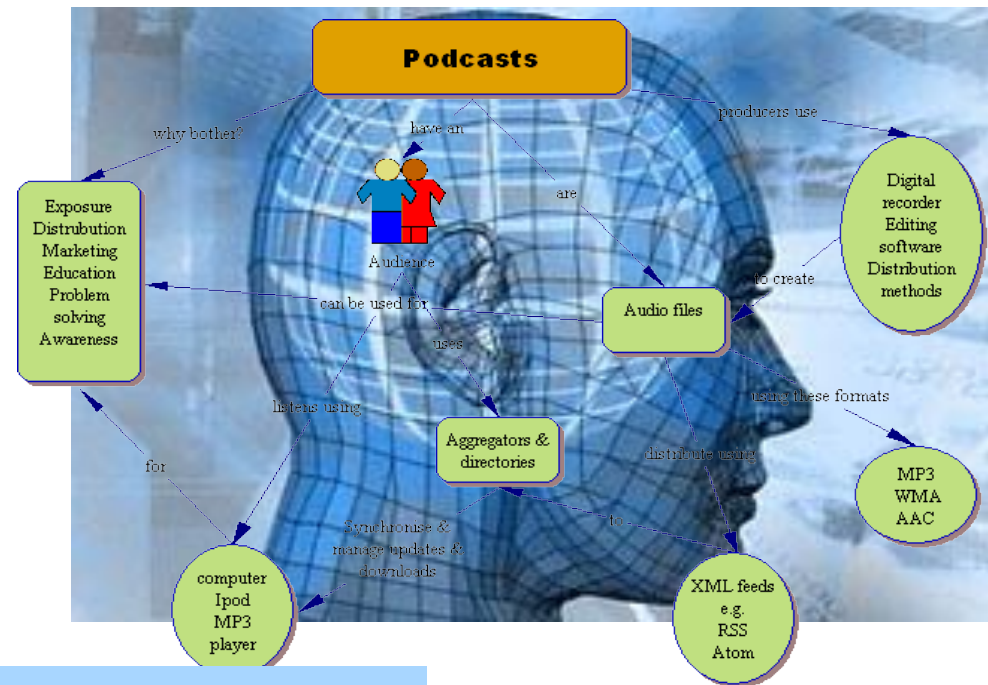 Podcasts
why bother?
have an
producers use
are
Exposure
Distrubution
Marketing
Education
Problem
solving
Awareness
Audience
Digital
recorder
Editing
software
Distribution
methods
to create
can be used for
Audio files
uses
using these formats
listens using
Aggregators &
directories
distribute using
for
MP3
WMA
AAC
Synchronise &
manage updates &
downloads
to
computer
Ipod
MP3
player
XML feeds
e.g.
RSS
Atom